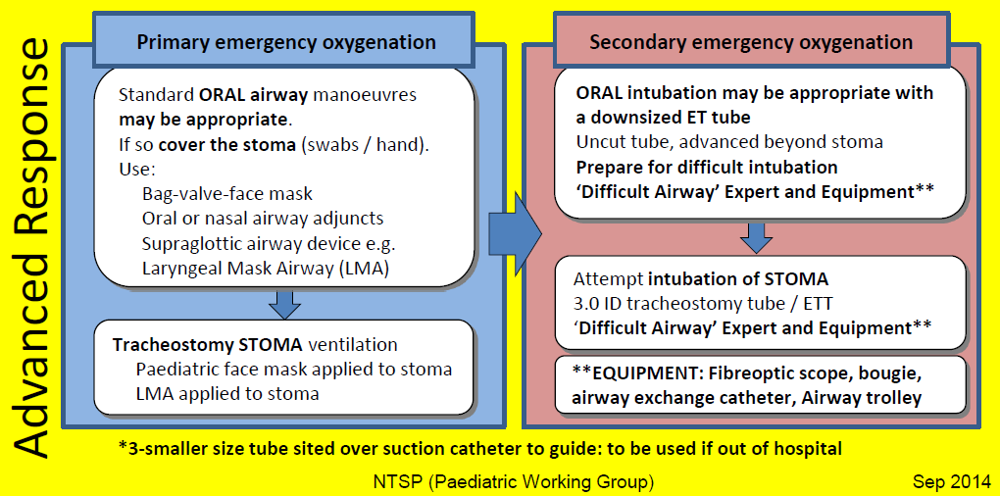 Advanced Response
Primary emergency oxygenation
Standard ORAL airway manoeuvres
may be appropriate.
If so cover the stoma (swabs / hand).
Use:
Bag-valve-face mask
Oral or nasal airway adjuncts
Supraglottic airway device e.g.
Laryngeal Mask Airway (LMA)
Tracheostomy STOMA ventilation
Paediatric face mask applied to stoma
LMA applied to stoma
Secondary emergency oxygenation
ORAL intubation may be appropriate with
a downsized ET tube
Uncut tube, advanced beyond stoma
Prepare for difficult intubation
‘Difficult Airway’ Expert and Equipment**
Attempt intubation of STOMA
3.0 ID tracheostomy tube / ETT
‘Difficult Airway’ Expert and Equipment**
**EQUIPMENT: Fibreoptic scope, bougie,
airway exchange catheter, Airway trolley
*3-smaller size tube sited over suction catheter to guide: to be used if out of hospital
NTSP (Paediatric Working Group)
Sep 2014